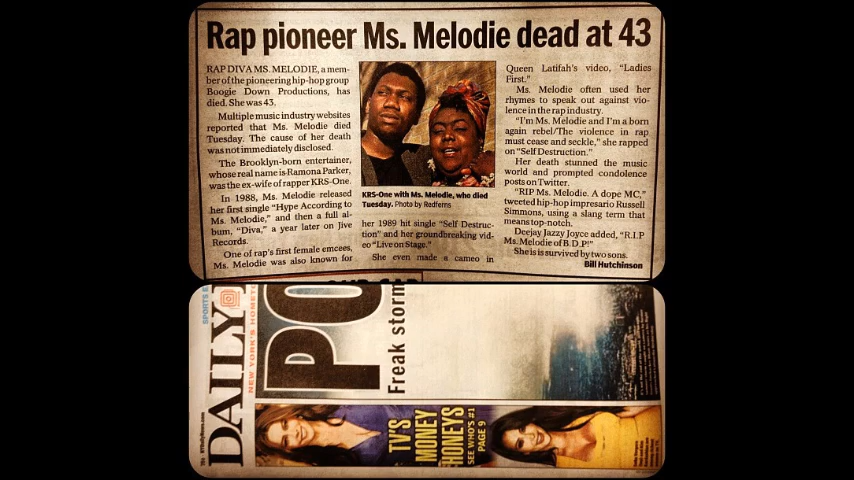 Rap pioneer Ms. Melodie dead at 43
RAP DIVA MS. MELODIE, a mem-
ber of the pioneering hip-hop group
Boogie Down Productions, has
died. She was 43.
Multiple music industry websites
reported that Ms. Melodie died
Tuesday. The cause of her death
was not immediately disclosed.
The Brooklyn-born entertainer,
whose real name is Ramona Parker,
was the ex-wife of rapper KRS-One.
In 1988, Ms. Melodie released
her first single “Hype According to
Ms. Melodie,” and then a full al-
bum, “Diva,” a year later on Jive
Records.
One of rap’s first female emcees,
Ms. Melodie was also known for
KRS-One with Ms. Melodie, who died
Tuesday. Photo by Redferns
her 1989 hit single “Self Destruc-
tion” and her groundbreaking vid-
eo “Live on Stage.”
She even made a cameo in
Queen Latifah’s video, “Ladies
First.”
Ms. Melodie often used her
rhymes to speak out against vio-
lence in the rap industry.
“I’m Ms. Melodie and I’m a born
again rebel/The violence in rap
must cease and seckle,” she rapped
on “Self Destruction.”
Her death stunned the music
world and prompted condolence
posts on Twitter.
“RIP Ms. Melodie. A dope MC,”
tweeted hip-hop impresario Russell
Simmons, using a slang term that
means top-notch.
Deejay Jazzy Joyce added, “R.I.P
Ms. Melodie of B.D.P!”
She is survived by two sons.
Bill Hutchinson
SPORTS
DAILY
NEW YORK'S HOMET
PO
Freak storm
TV'S
MONEY
HONEYS
SEE WHO'S #1
PAGE 9